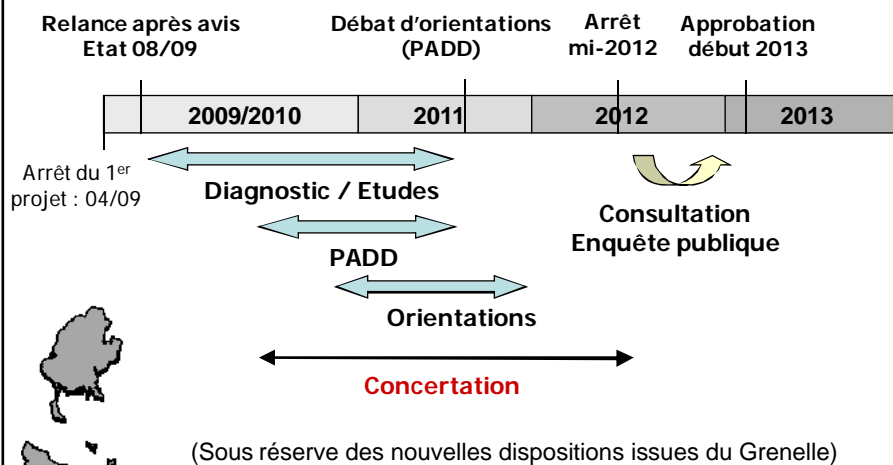 Relance après avis
Etat 08/09
Débat d'orientations
(PADD)
Arrêt
mi-2012
Approbation
début 2013
2009/2010
2011
2012
2013
Arrêt du 1er
projet : 04/09
Diagnostic / Etudes
Consultation
Enquête publique
PADD
Orientations
Concertation
(Sous réserve des nouvelles dispositions issues du Grenelle)